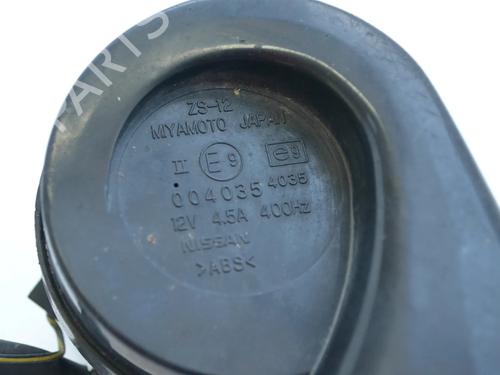 PARTS
ZS-12
MIYAMOTO JAPAN
II E9 e9
004035 4035
12V 4.5A 400Hz
NISSAN
>ABS<